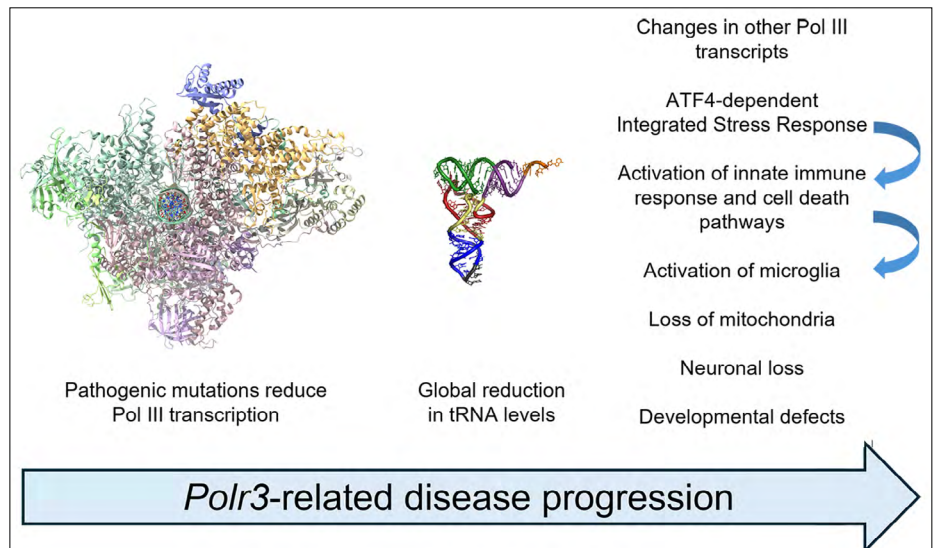 Changes in other Pol III
transcripts
ATF4-dependent
Integrated Stress Response
Activation of innate immune
response and cell death
pathways
Activation of microglia
Loss of mitochondria
Neuronal loss
Developmental defects
Pathogenic mutations reduce
Pol III transcription
Global reduction
in tRNA levels
Polr3-related disease progression